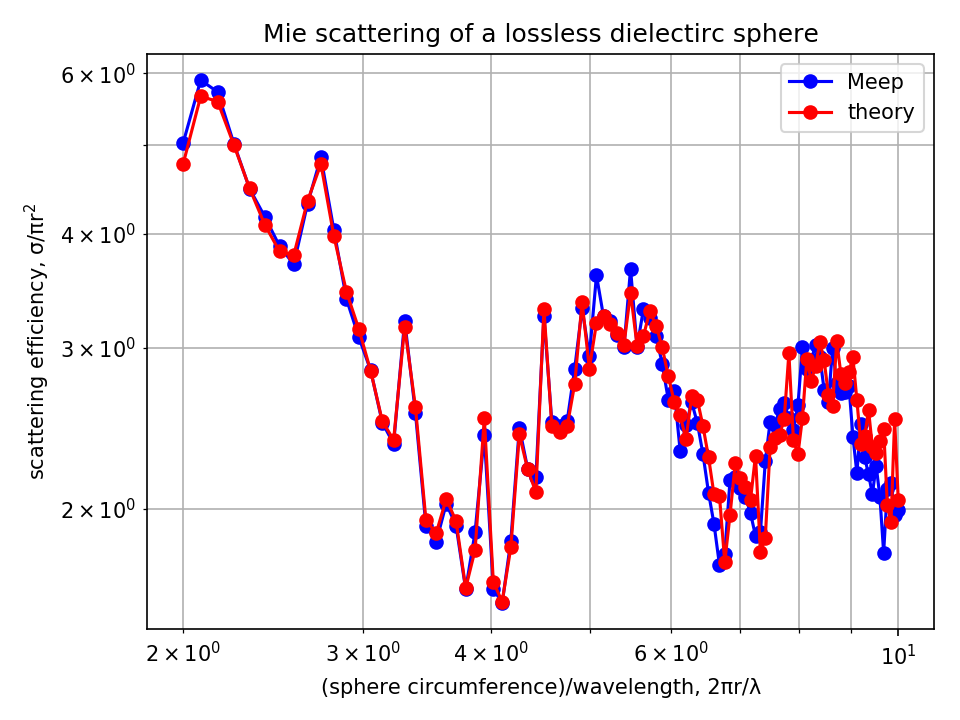 Mie scattering of a lossless dielectirc sphere
Meep
theory
6 × 10⁰
4 × 10⁰
3 × 10⁰
2 × 10⁰
scattering efficiency, σ/πr²
2 × 10⁰
3 × 10⁰
4 × 10⁰
6 × 10⁰
10¹
(sphere circumference)/wavelength, 2πr/λ